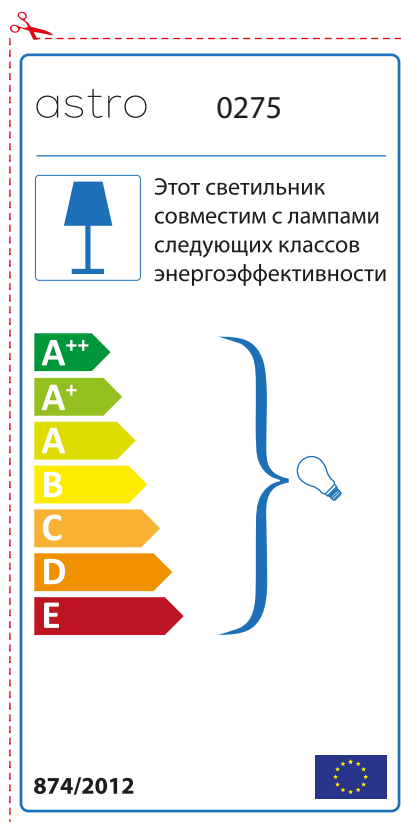 astro 0275
Этот светильник
совместим с лампами
следующих классов
энергоэффективности
A++
A+
A
B
C
D
E
874/2012